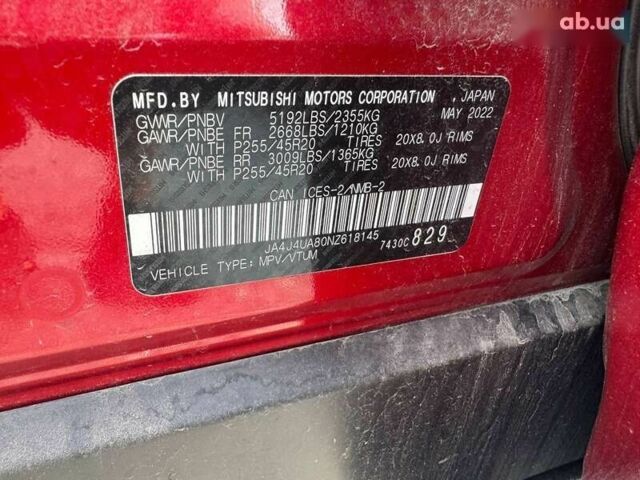 ab.ua
MFD.BY MITSUBISHI MOTORS CORPORATION , JAPAN
GVWR/PNBV 5192LBS/2355KG MAY 2022
GAWR/PNBE FR 2668LBS/1210KG
WITH P255/45R20 TIRES 20X8.0J RIMS
GAWR/PNBE RR 3009LBS/1365KG
WITH P255/45R20 TIRES 20X8.0J RIMS
CAN ICES-2/NMB-2
JA4J4UA80NZ618145 7430C 829
VEHICLE TYPE: MPV/VTUM